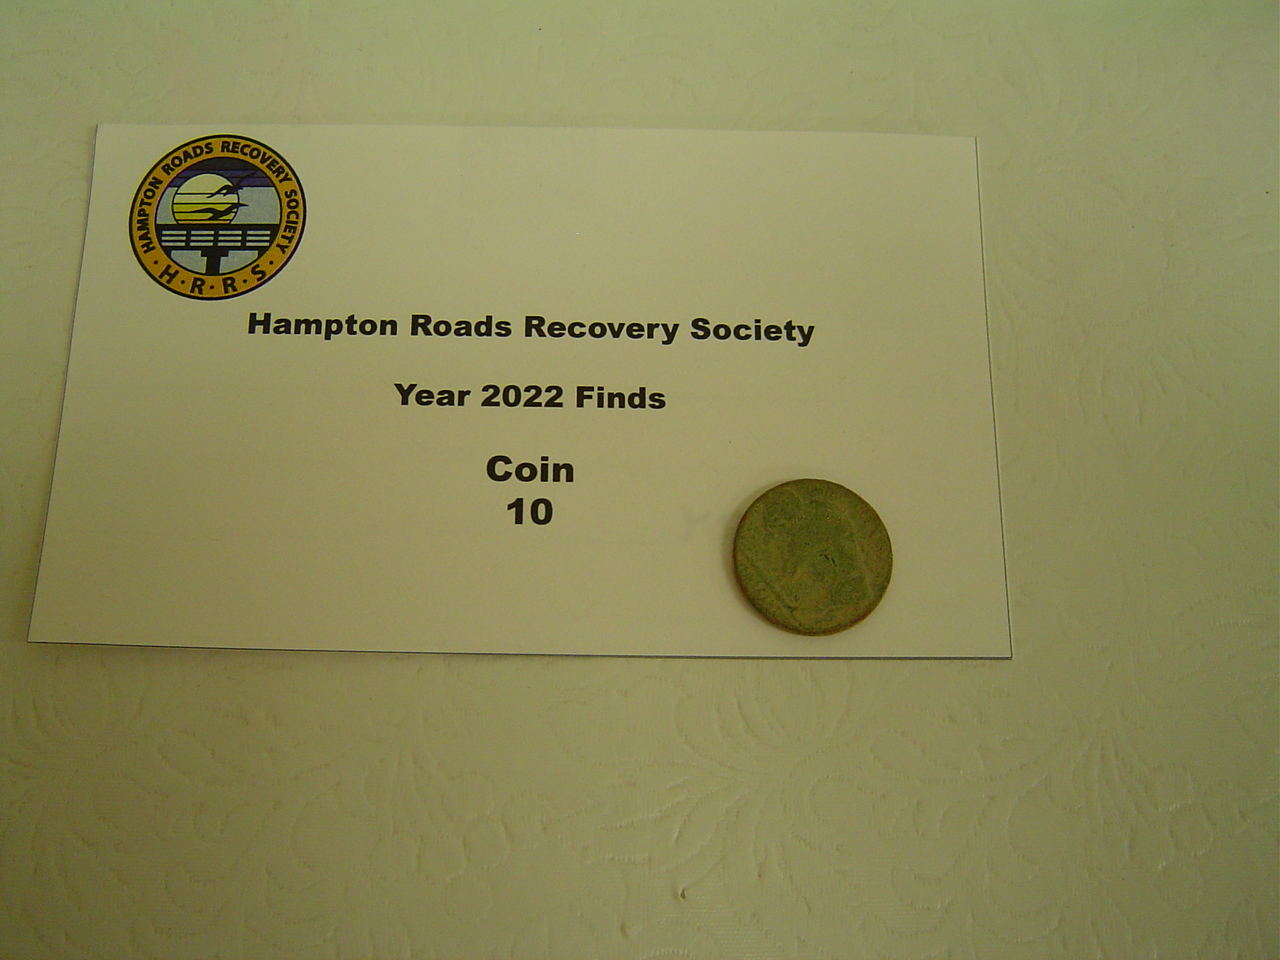 HAMPTON ROADS RECOVERY SOCIETY
· H · R · R · S ·
Hampton Roads Recovery Society
Year 2022 Finds
Coin
10